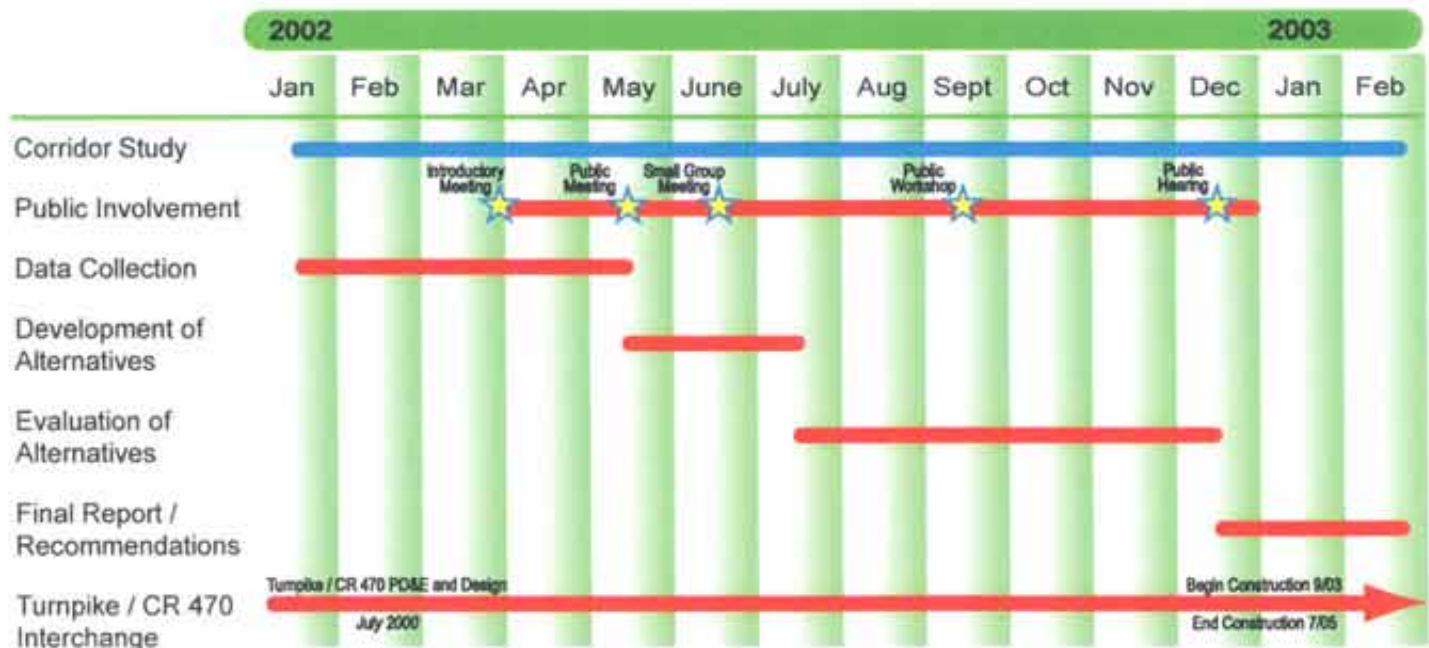 2002 2003
Jan Feb Mar Apr May June July Aug Sept Oct Nov Dec Jan Feb
Corridor Study
Introductory
Meeting
Public
Meeting
Small Group
Meeting
Public
Workshop
Public
Hearing
Public Involvement
Data Collection
Development of
Alternatives
Evaluation of
Alternatives
Final Report /
Recommendations
Turnpike / CR 470 PD&E and Design
Begin Construction 9/03
Turnpike / CR 470
Interchange
July 2000
End Construction 7/05